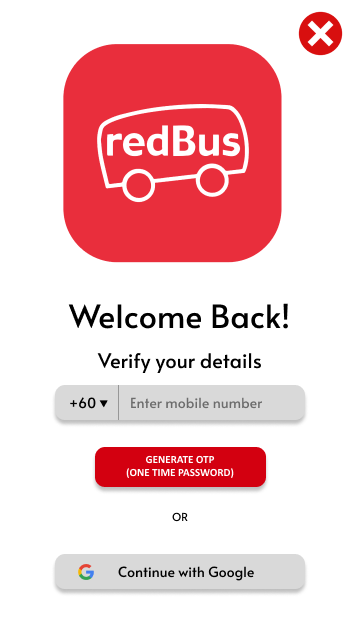 redBus
Welcome Back!
Verify your details
+60 ▼ Enter mobile number
GENERATE OTP
(ONE TIME PASSWORD)
OR
Continue with Google